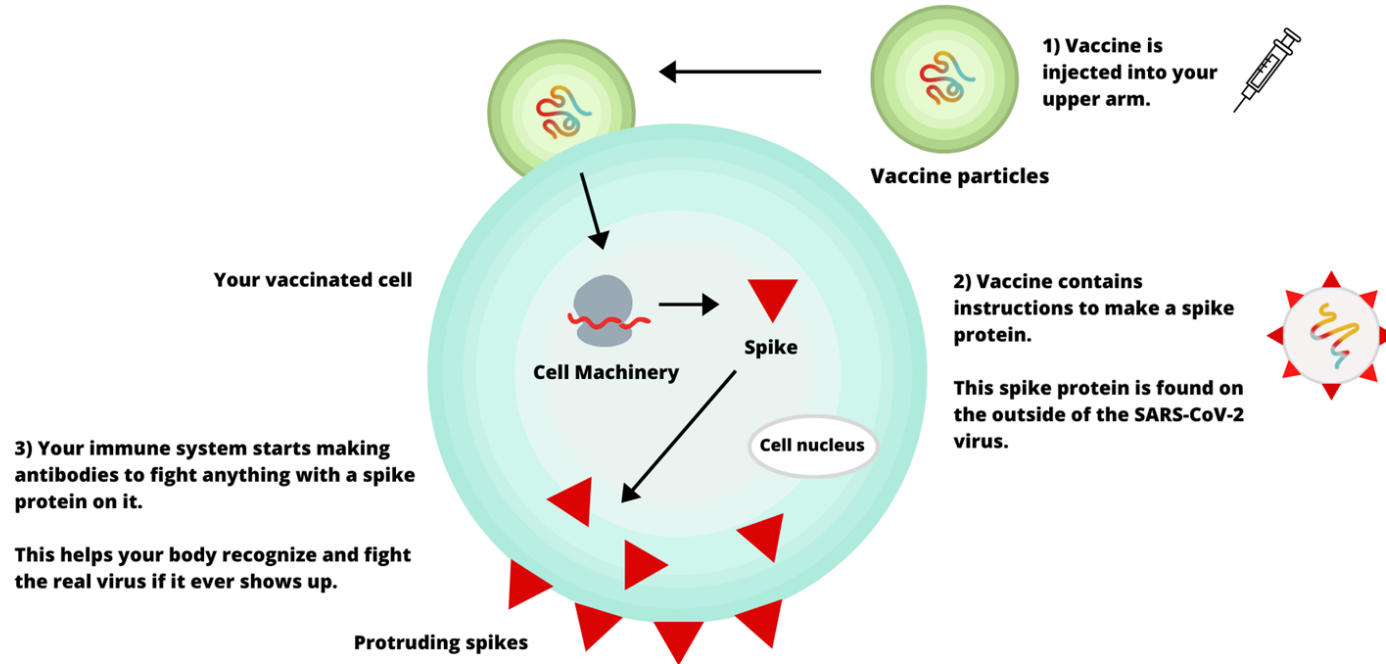 1) Vaccine is
injected into your
upper arm.
Vaccine particles
Your vaccinated cell
2) Vaccine contains
instructions to make a spike
protein.
This spike protein is found on
the outside of the SARS-CoV-2
virus.
Spike
Cell Machinery
Cell nucleus
3) Your immune system starts making
antibodies to fight anything with a spike
protein on it.
This helps your body recognize and fight
the real virus if it ever shows up.
Protruding spikes